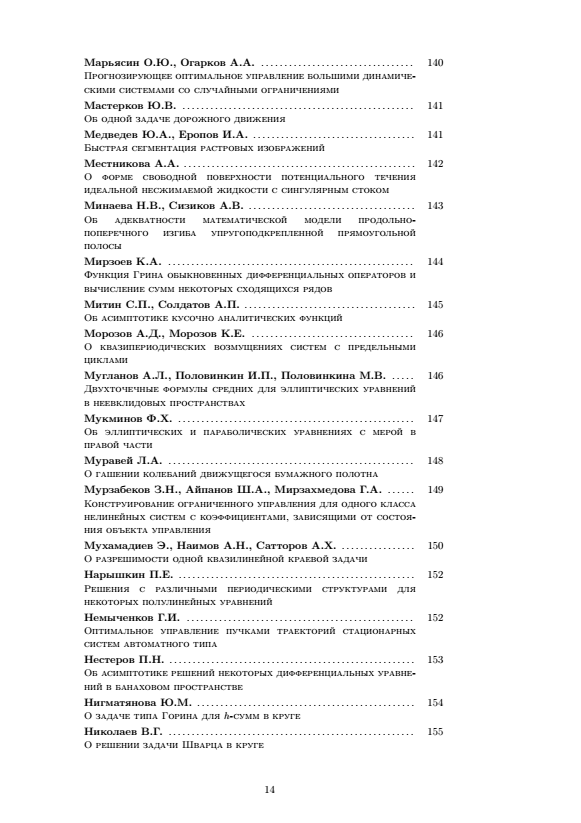 Марьясин О.Ю., Огарков А.А. ................................ 140
Прогнозирующее оптимальное управление большими динамиче-
скими системами со случайными ограничениями
Мастерков Ю.В. ................................................ 141
Об одной задаче дорожного движения
Медведев Ю.А., Еропов И.А. ................................. 141
Быстрая сегментация растровых изображений
Местникова А.А. ............................................... 142
О форме свободной поверхности потенциального течения
идеальной несжимаемой жидкости с сингулярным стоком
Минаева Н.В., Сизиков А.В. .................................. 143
Об адекватности математической модели продольно-
поперечного изгиба упругоподкрепленной прямоугольной
полосы
Мирзоев К.А. ................................................... 144
Функция Грина обыкновенных дифференциальных операторов и
вычисление сумм некоторых сходящихся рядов
Митин С.П., Солдатов А.П. ................................... 145
Об асимптотике кусочно аналитических функций
Морозов А.Д., Морозов К.Е. .................................. 146
О квазипериодических возмущениях систем с предельными
циклами
Мугланов А.Л., Половинкин И.П., Половинкина М.В. ..... 146
Двухточечные формулы средних для эллиптических уравнений
в неевклидовых пространствах
Мукминов Ф.Х. ................................................. 147
Об эллиптических и параболических уравнениях с мерой в
правой части
Муравей Л.А. ................................................... 148
О гашении колебаний движущегося бумажного полотна
Мурзабеков З.Н., Айпанов Ш.А., Мирзахмедова Г.А. ...... 149
Конструирование ограниченного управления для одного класса
нелинейных систем с коэффициентами, зависящими от состоя-
ния объекта управления
Мухамадиев Э., Наимов А.Н., Сатторов А.Х. ............... 150
О разрешимости одной квазилинейной краевой задачи
Нарышкин П.Е. ................................................. 152
Решения с различными периодическими структурами для
некоторых полулинейных уравнений
Немыченков Г.И. ............................................... 152
Оптимальное управление пучками траекторий стационарных
систем автоматного типа
Нестеров П.Н. ................................................... 153
Об асимптотике решений некоторых дифференциальных уравне-
ний в банаховом пространстве
Нигматянова Ю.М. ............................................. 154
О задаче типа Горина для h-сумм в круге
Николаев В.Г. ................................................... 155
О решении задачи Шварца в круге
14